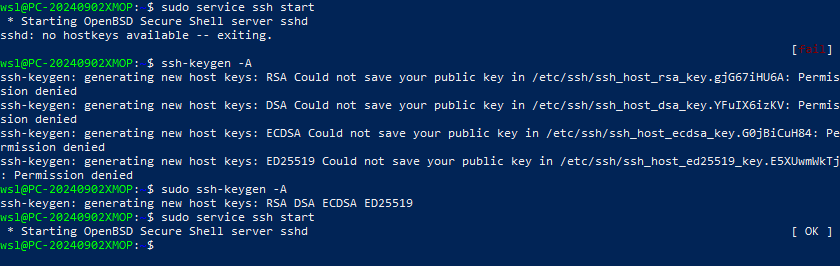 wsl@PC-20240902XMOP: $ sudo service ssh start
 * Starting OpenBSD Secure Shell server sshd
sshd: no hostkeys available -- exiting.
[fail]
wsl@PC-20240902XMOP: $ ssh-keygen -A
ssh-keygen: generating new host keys: RSA Could not save your public key in /etc/ssh/ssh_host_rsa_key.gjG67iHU6A: Permis
sion denied
ssh-keygen: generating new host keys: DSA Could not save your public key in /etc/ssh/ssh_host_dsa_key.YFuIX6izKV: Permis
sion denied
ssh-keygen: generating new host keys: ECDSA Could not save your public key in /etc/ssh/ssh_host_ecdsa_key.G0jBiCuH84: Pe
rmission denied
ssh-keygen: generating new host keys: ED25519 Could not save your public key in /etc/ssh/ssh_host_ed25519_key.E5XUwmWkTj
: Permission denied
wsl@PC-20240902XMOP: $ sudo ssh-keygen -A
ssh-keygen: generating new host keys: RSA DSA ECDSA ED25519
wsl@PC-20240902XMOP: $ sudo service ssh start
 * Starting OpenBSD Secure Shell server sshd [ OK ]
wsl@PC-20240902XMOP: $